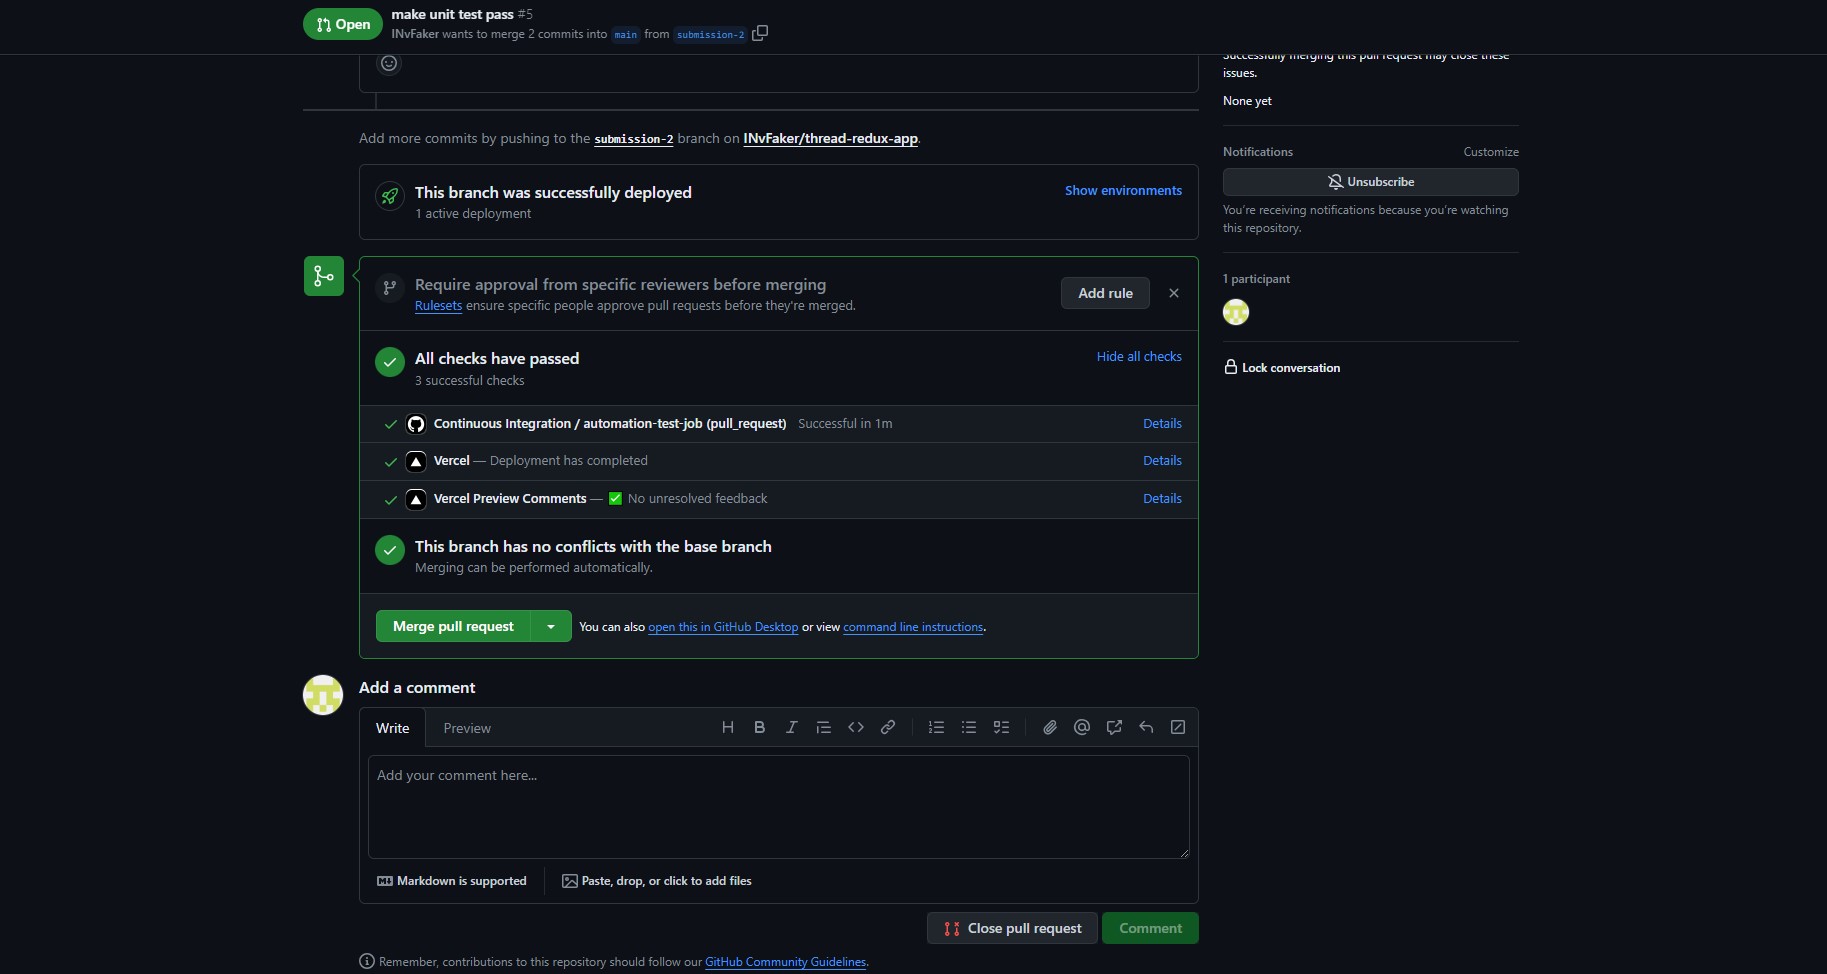 Open
make unit test pass #5
INvFaker wants to merge 2 commits into main from submission-2
Successfully merging this pull request may close these
issues.
None yet
Add more commits by pushing to the submission-2 branch on INvFaker/thread-redux-app.
Notifications Customize
Unsubscribe
You're receiving notifications because you're watching
this repository.
This branch was successfully deployed
Show environments
1 active deployment
Require approval from specific reviewers before merging
Rulesets ensure specific people approve pull requests before they're merged.
Add rule
1 participant
All checks have passed
Hide all checks
3 successful checks
Lock conversation
Continuous Integration / automation-test-job (pull_request) Successful in 1m Details
Vercel — Deployment has completed Details
Vercel Preview Comments — ✅ No unresolved feedback Details
This branch has no conflicts with the base branch
Merging can be performed automatically.
Merge pull request
You can also open this in GitHub Desktop or view command line instructions.
Add a comment
Write Preview
Add your comment here...
Markdown is supported
Paste, drop, or click to add files
Close pull request
Comment
Remember, contributions to this repository should follow our GitHub Community Guidelines.